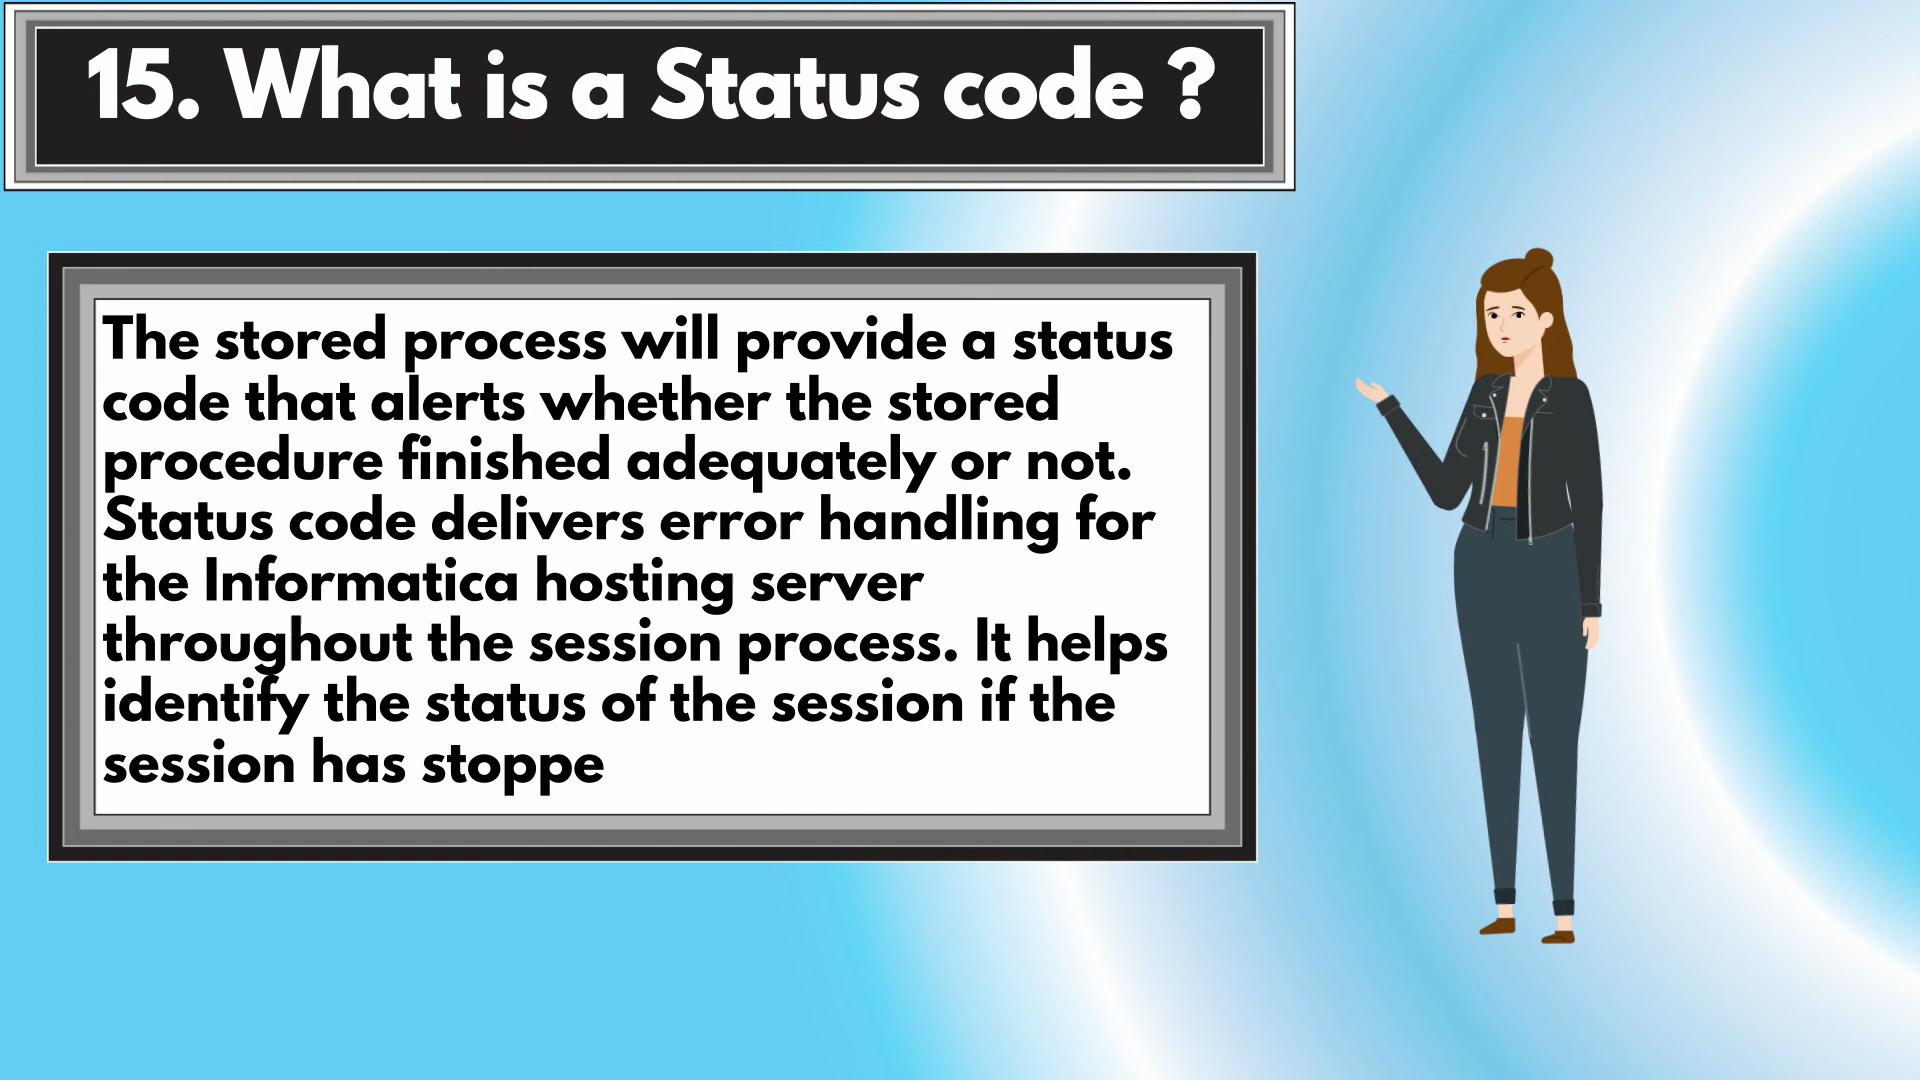 15. What is a Status code ?
The stored process will provide a status
code that alerts whether the stored
procedure finished adequately or not.
Status code delivers error handling for
the Informatica hosting server
throughout the session process. It helps
identify the status of the session if the
session has stoppe